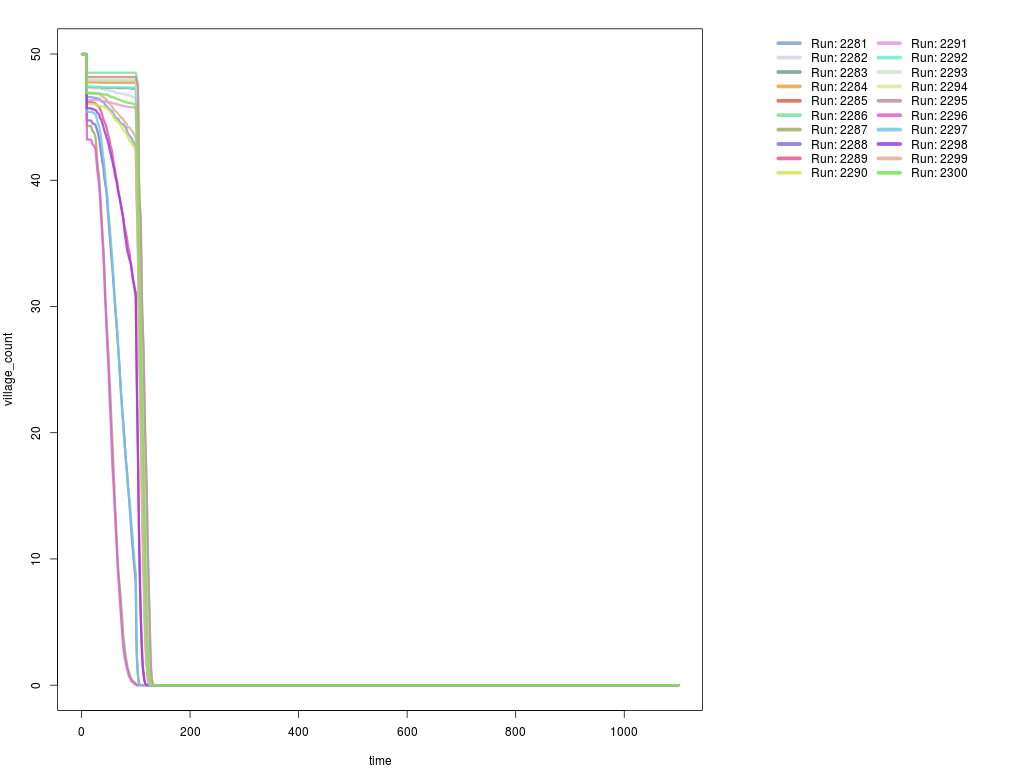 50
40
30
20
10
0
village_count
0 200 400 600 800 1000
time
Run: 2281 Run: 2291
Run: 2282 Run: 2292
Run: 2283 Run: 2293
Run: 2284 Run: 2294
Run: 2285 Run: 2295
Run: 2286 Run: 2296
Run: 2287 Run: 2297
Run: 2288 Run: 2298
Run: 2289 Run: 2299
Run: 2290 Run: 2300